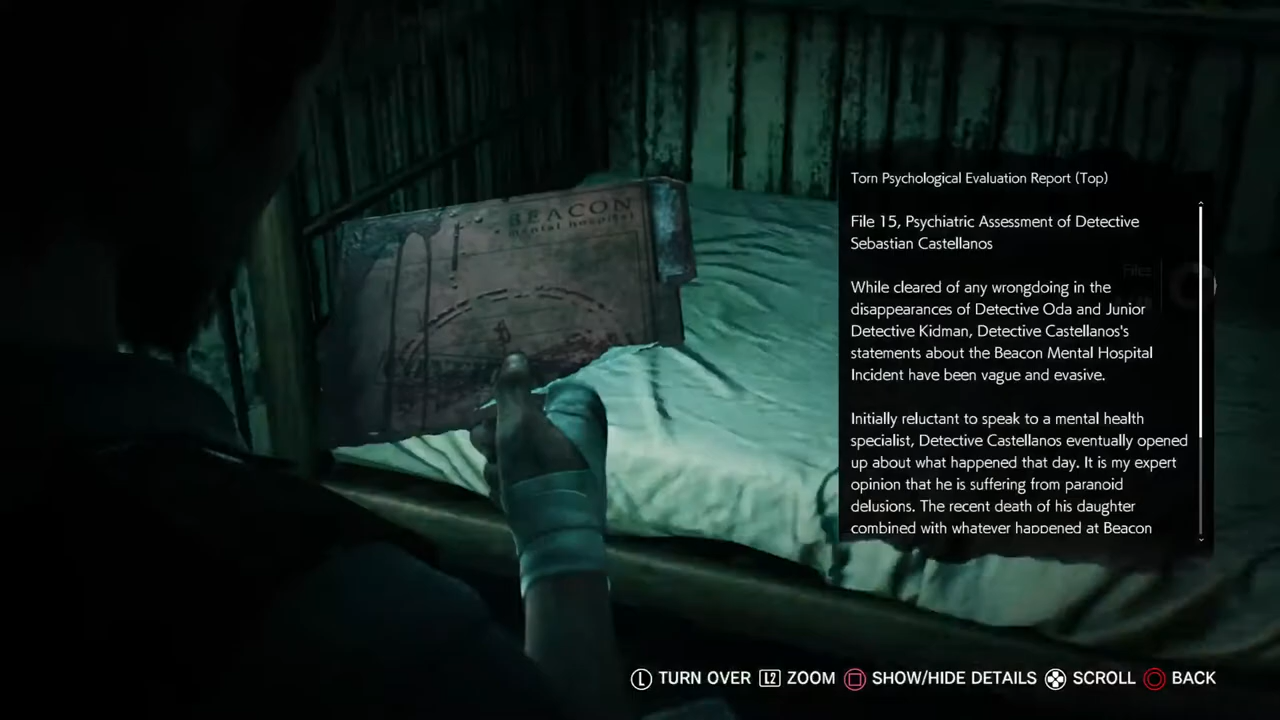 BEACON
mental hospital
Torn Psychological Evaluation Report (Top)
File 15, Psychiatric Assessment of Detective
Sebastian Castellanos
While cleared of any wrongdoing in the
disappearances of Detective Oda and Junior
Detective Kidman, Detective Castellanos's
statements about the Beacon Mental Hospital
Incident have been vague and evasive.
Initially reluctant to speak to a mental health
specialist, Detective Castellanos eventually opened
up about what happened that day. It is my expert
opinion that he is suffering from paranoid
delusions. The recent death of his daughter
combined with whatever happened at Beacon
Files
L TURN OVER L2 ZOOM SHOW/HIDE DETAILS SCROLL BACK